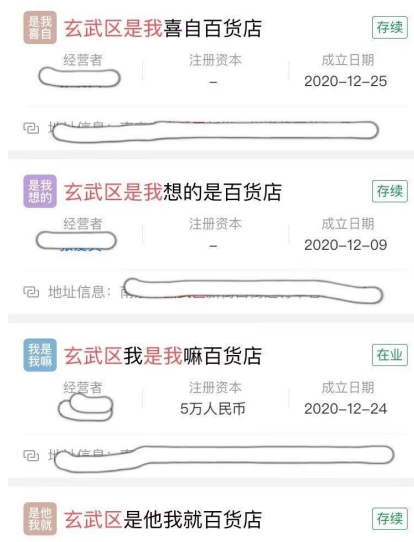 是我
喜自
玄武区是我喜自百货店 存续
经营者 注册资本 成立日期
– 2020-12-25
是我
想的
玄武区是我想的是百货店 存续
经营者 注册资本 成立日期
– 2020-12-09
地址信息：
我是
我嘛
玄武区我是我嘛百货店 在业
经营者 注册资本 成立日期
5万人民币 2020-12-24
是他
我就
玄武区是他我就百货店 存续